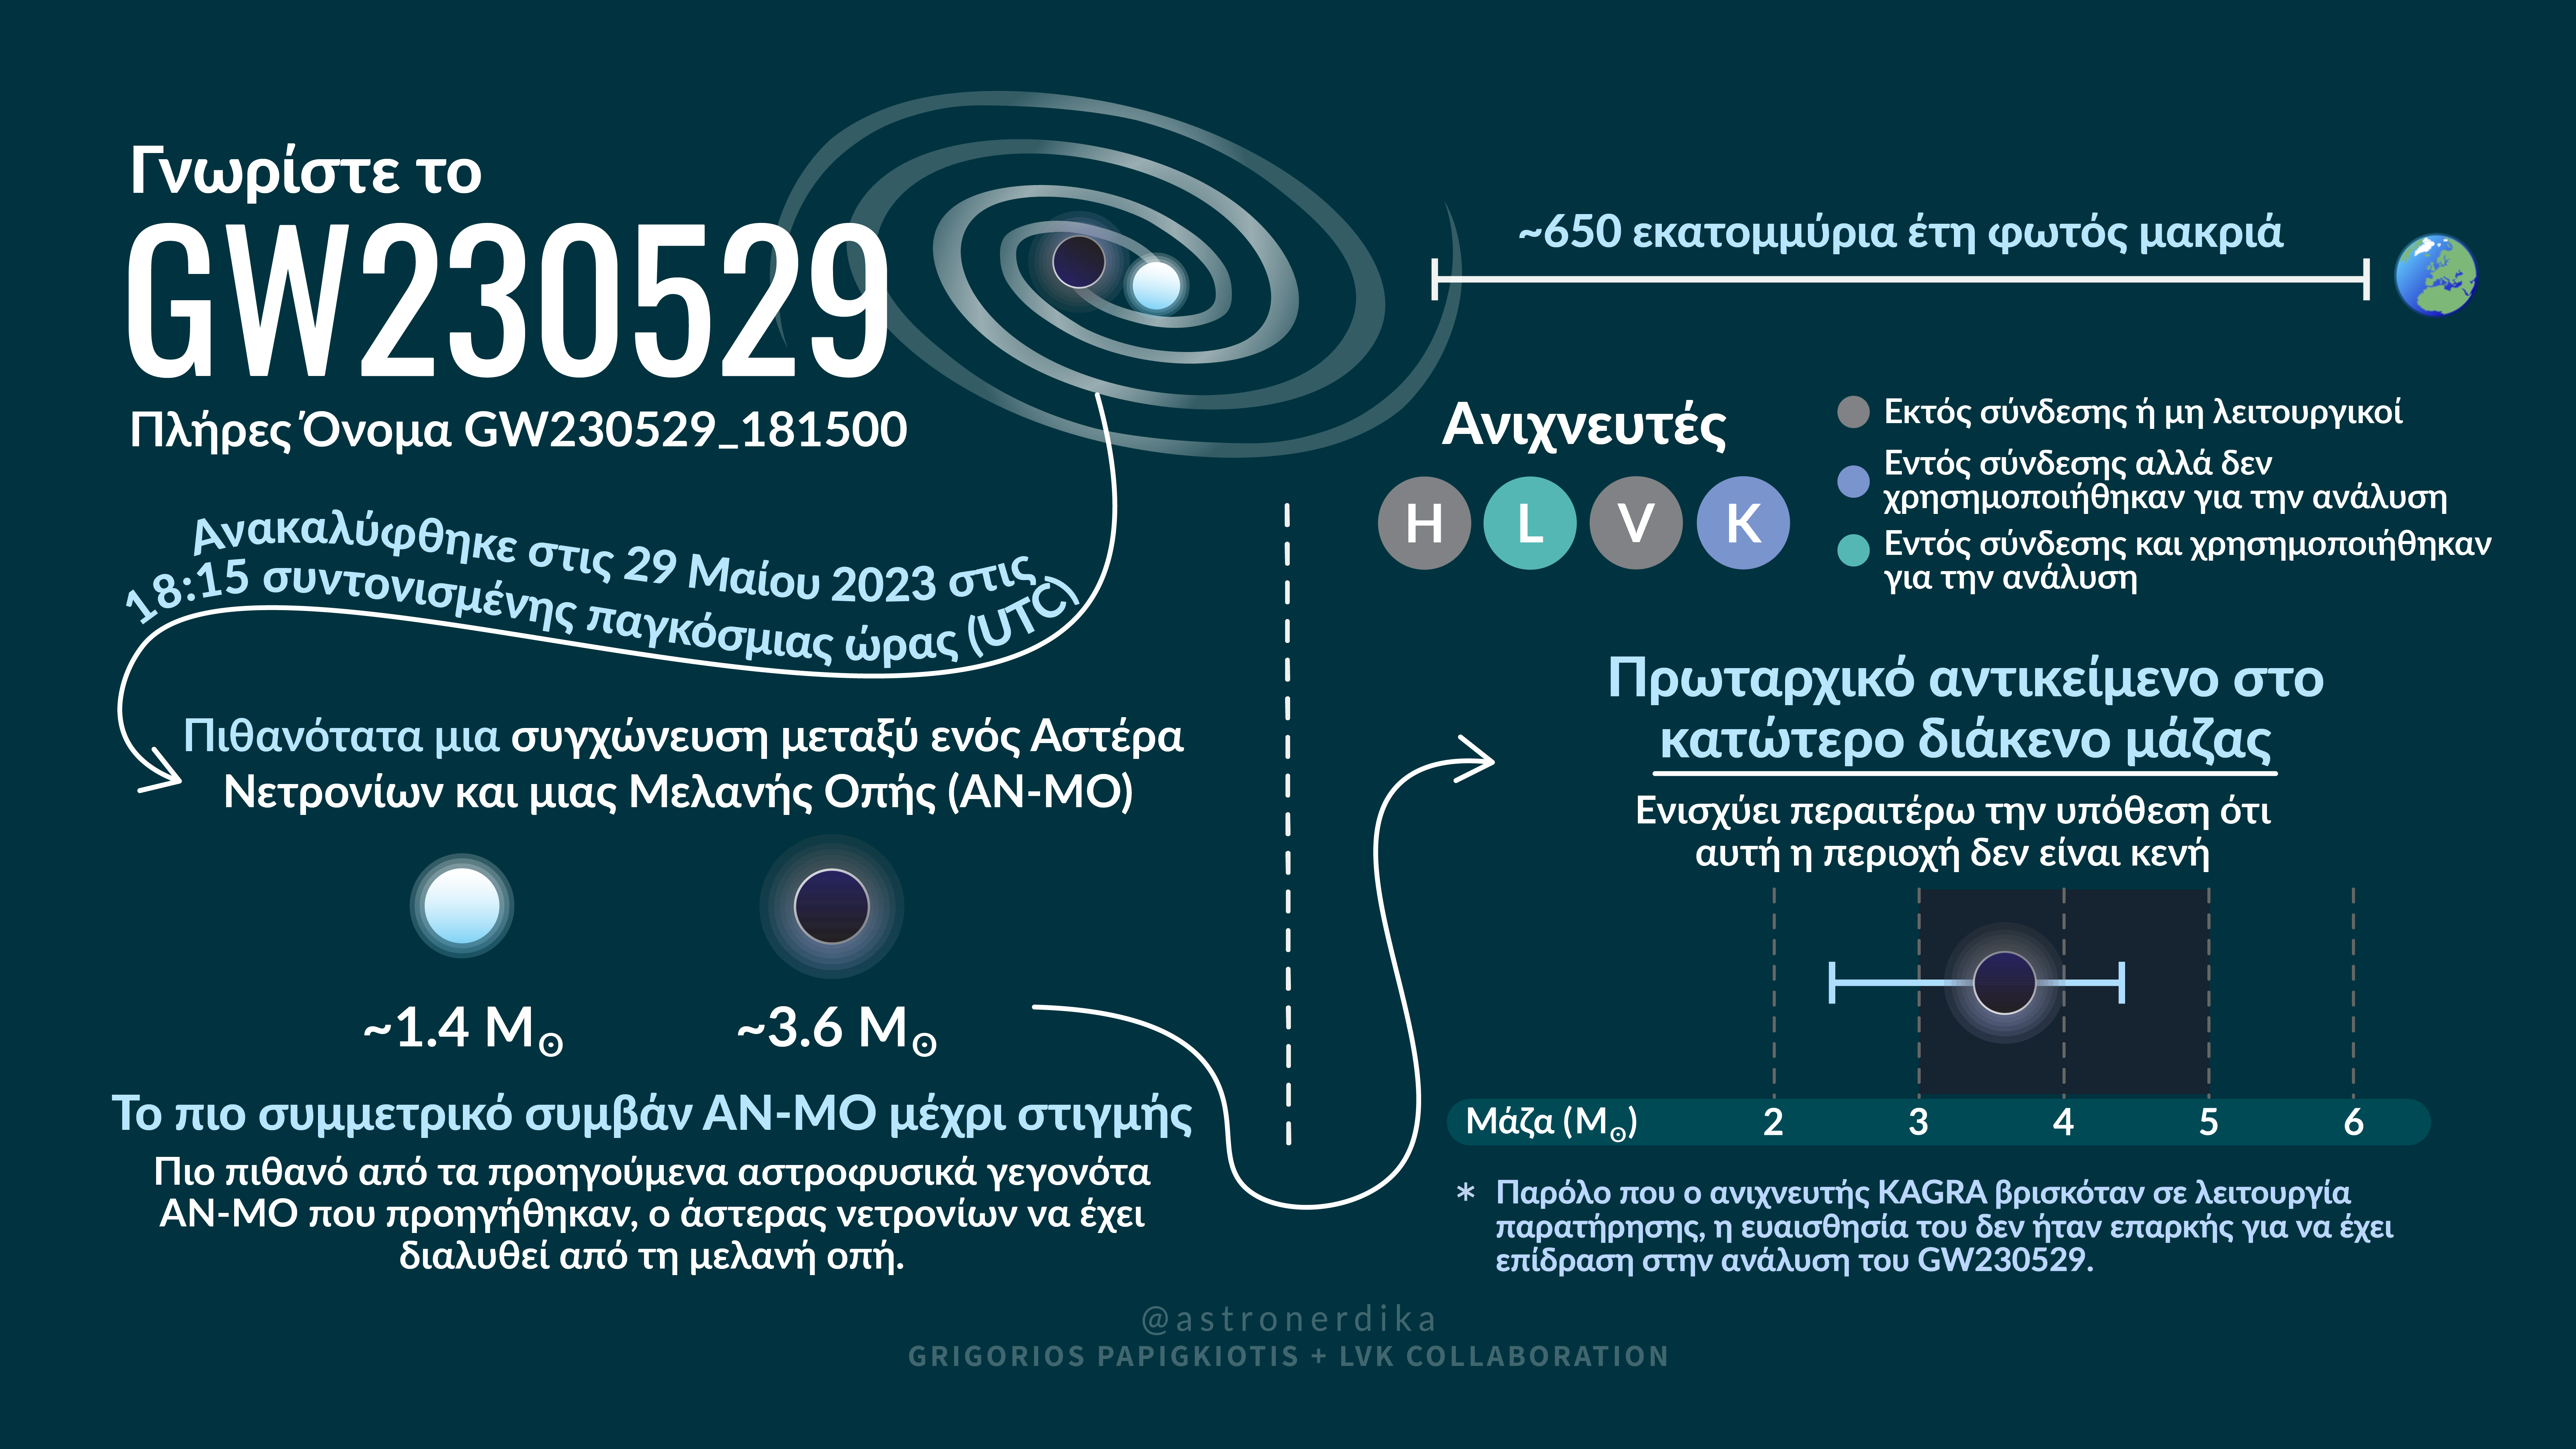 Γνωρίστε το
GW230529
Πλήρες Όνομα GW230529_181500
Ανακαλύφθηκε στις 29 Μαίου 2023 στις
18:15 συντονισμένης παγκόσμιας ώρας (UTC)
Πιθανότατα μια συγχώνευση μεταξύ ενός Αστέρα
Νετρονίων και μιας Μελανής Οπής (ΑΝ-ΜΟ)
~1.4 M☉
~3.6 M☉
Το πιο συμμετρικό συμβάν ΑΝ-ΜΟ μέχρι στιγμής
Πιο πιθανό από τα προηγούμενα αστροφυσικά γεγονότα
ΑΝ-ΜΟ που προηγήθηκαν, ο άστερας νετρονίων να έχει
διαλυθεί από τη μελανή οπή.
~650 εκατομμύρια έτη φωτός μακριά
Ανιχνευτές
H L V K
Εκτός σύνδεσης ή μη λειτουργικοί
Εντός σύνδεσης αλλά δεν
χρησημοποιήθηκαν για την ανάλυση
Εντός σύνδεσης και χρησημοποιήθηκαν
για την ανάλυση
Πρωταρχικό αντικείμενο στο
κατώτερο διάκενο μάζας
Ενισχύει περαιτέρω την υπόθεση ότι
αυτή η περιοχή δεν είναι κενή
Μάζα (M☉) 2 3 4 5 6
* Παρόλο που ο ανιχνευτής KAGRA βρισκόταν σε λειτουργία
παρατήρησης, η ευαισθησία του δεν ήταν επαρκής για να έχει
επίδραση στην ανάλυση του GW230529.
@astronerdika
GRIGORIOS PAPIGKIOTIS + LVK COLLABORATION